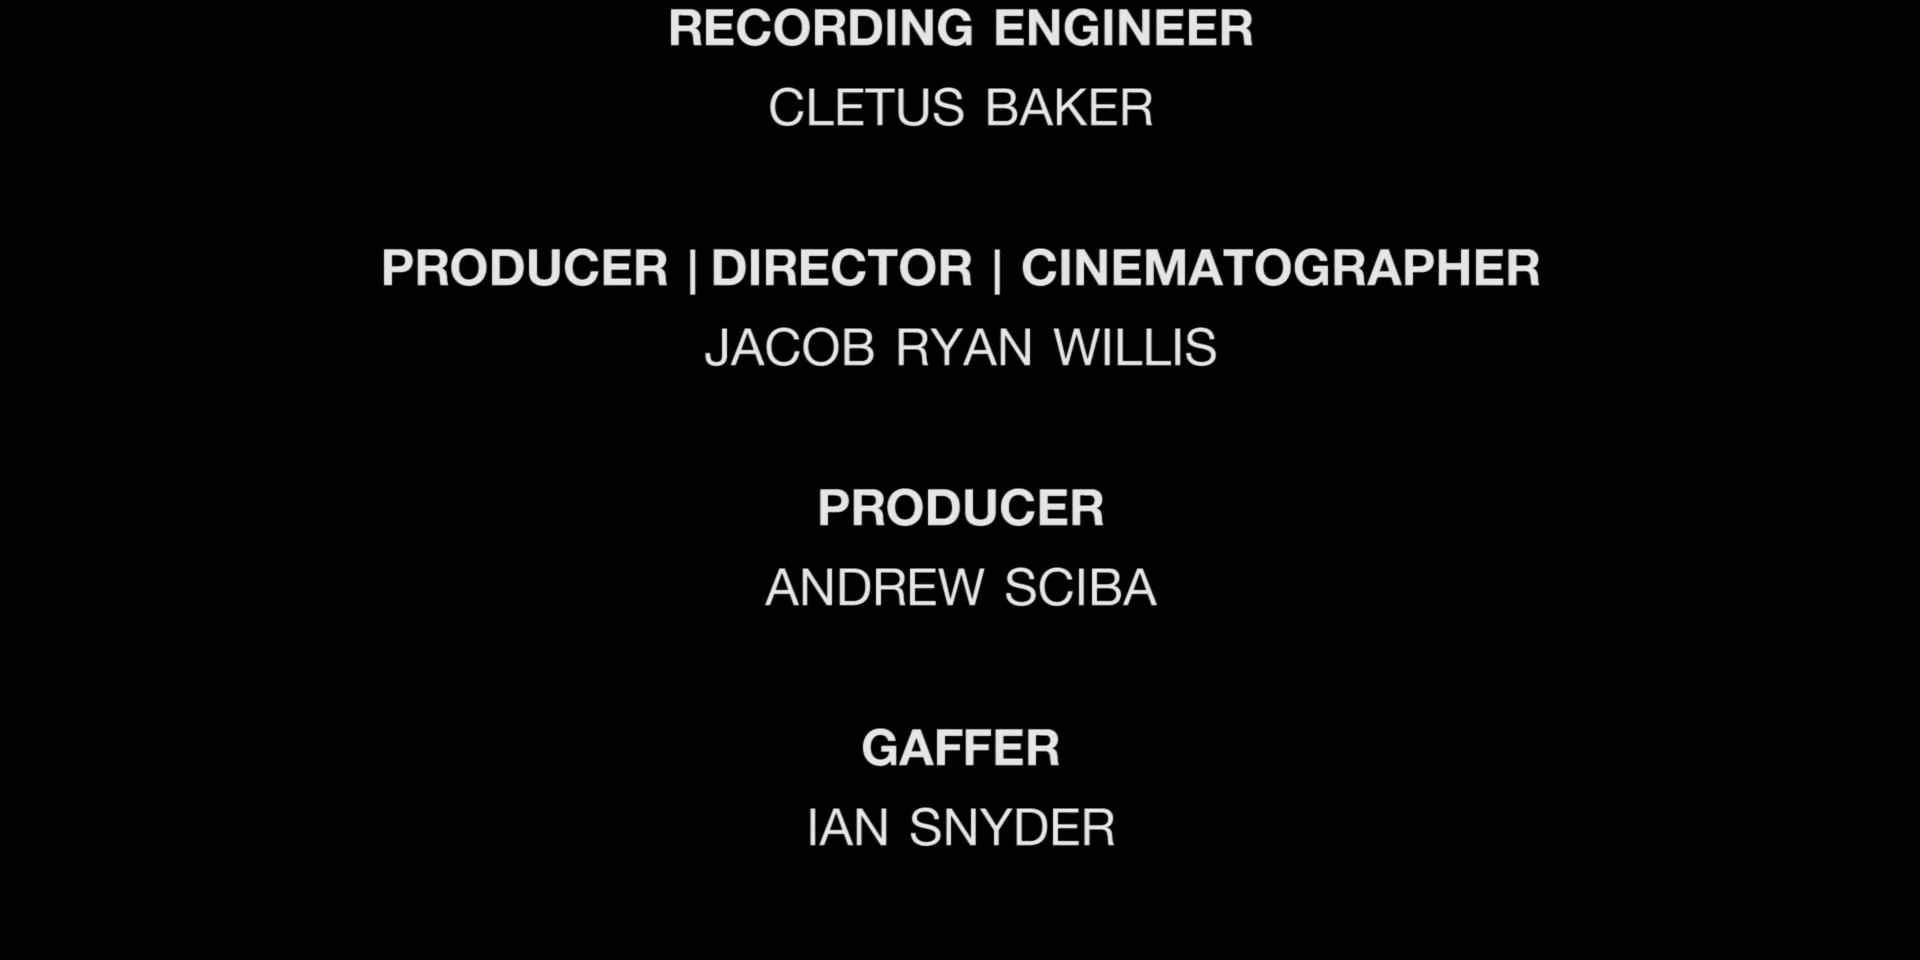 RECORDING ENGINEER
CLETUS BAKER
PRODUCER | DIRECTOR | CINEMATOGRAPHER
JACOB RYAN WILLIS
PRODUCER
ANDREW SCIBA
GAFFER
IAN SNYDER